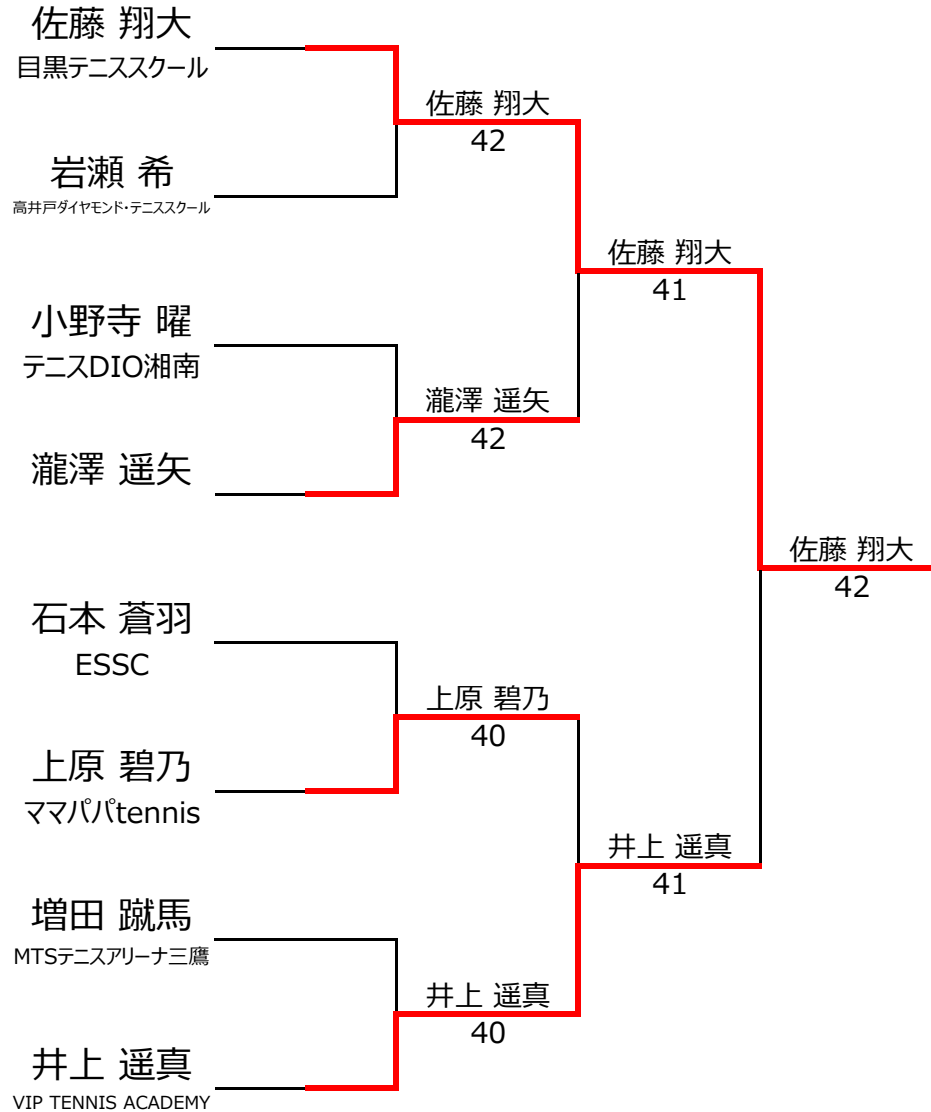 佐藤 翔大
目黒テニススクール
佐藤 翔大
42
岩瀬 希
高井戸ダイヤモンド・テニススクール
佐藤 翔大
41
小野寺 曜
テニスDIO湘南
瀧澤 遥矢
42
瀧澤 遥矢
佐藤 翔大
42
石本 蒼羽
ESSC
上原 碧乃
40
上原 碧乃
ママパパtennis
井上 遥真
41
増田 蹴馬
MTSテニスアリーナ三鷹
井上 遥真
40
井上 遥真
VIP TENNIS ACADEMY